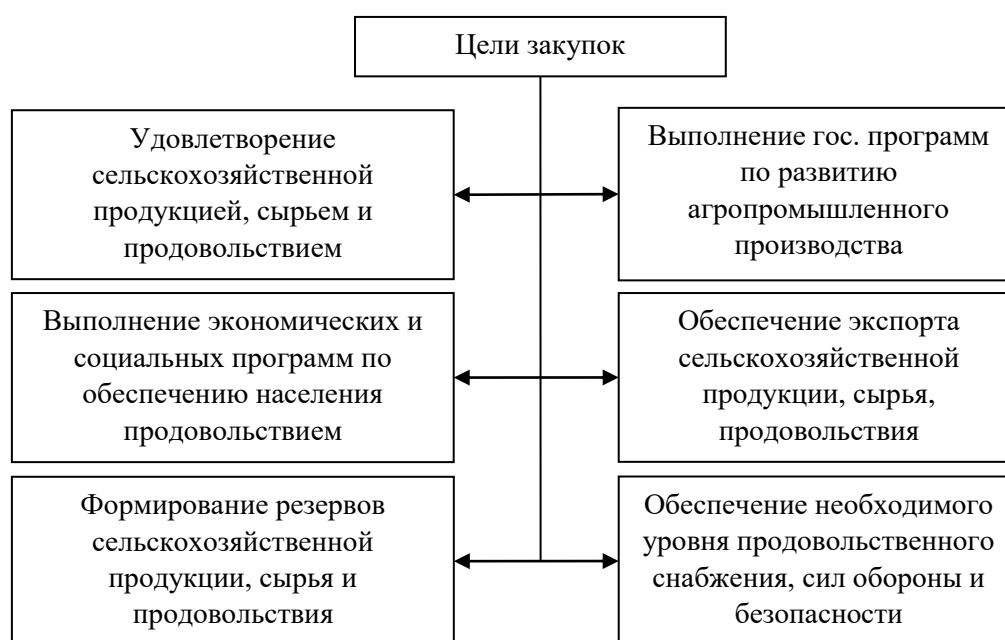 Цели закупок
Удовлетворение
сельскохозяйственной
продукцией, сырьем и
продовольствием
Выполнение гос. программ
по развитию
агропромышленного
производства
Выполнение экономических и
социальных программ по
обеспечению населения
продовольствием
Обеспечение экспорта
сельскохозяйственной
продукции, сырья,
продовольствия
Формирование резервов
сельскохозяйственной
продукции, сырья и
продовольствия
Обеспечение необходимого
уровня продовольственного
снабжения, сил обороны и
безопасности